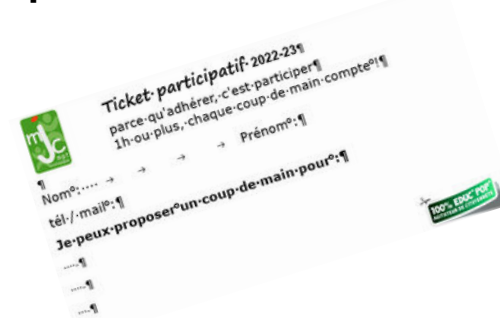 Ticket participatif 2022-23¶
parce qu'adhérer, c'est participer¶
1h ou plus, chaque coup de main compte°!¶
mjc
¶
Nom°:.... → → → → Prénom°:¶
tél·/·mail°:¶
Je peux proposer°un coup de main pour°:¶
.....¶
.....¶
....¶
100% EDUC POP'